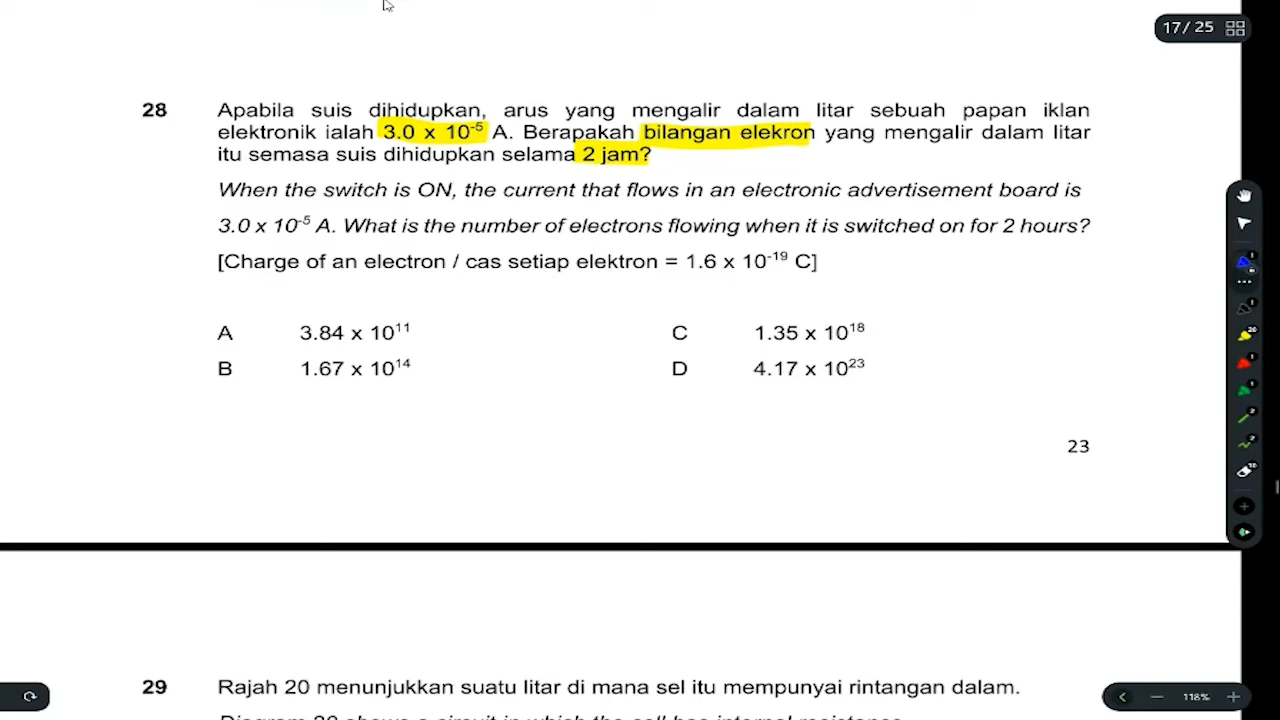 17/ 25
28 Apabila suis dihidupkan, arus yang mengalir dalam litar sebuah papan iklan
elektronik ialah 3.0 x 10⁻⁵ A. Berapakah bilangan elekron yang mengalir dalam litar
itu semasa suis dihidupkan selama 2 jam?
When the switch is ON, the current that flows in an electronic advertisement board is
3.0 x 10⁻⁵ A. What is the number of electrons flowing when it is switched on for 2 hours?
[Charge of an electron / cas setiap elektron = 1.6 x 10⁻¹⁹ C]
A 3.84 x 10¹¹ C 1.35 x 10¹⁸
B 1.67 x 10¹⁴ D 4.17 x 10²³
23
29 Rajah 20 menunjukkan suatu litar di mana sel itu mempunyai rintangan dalam.
118%